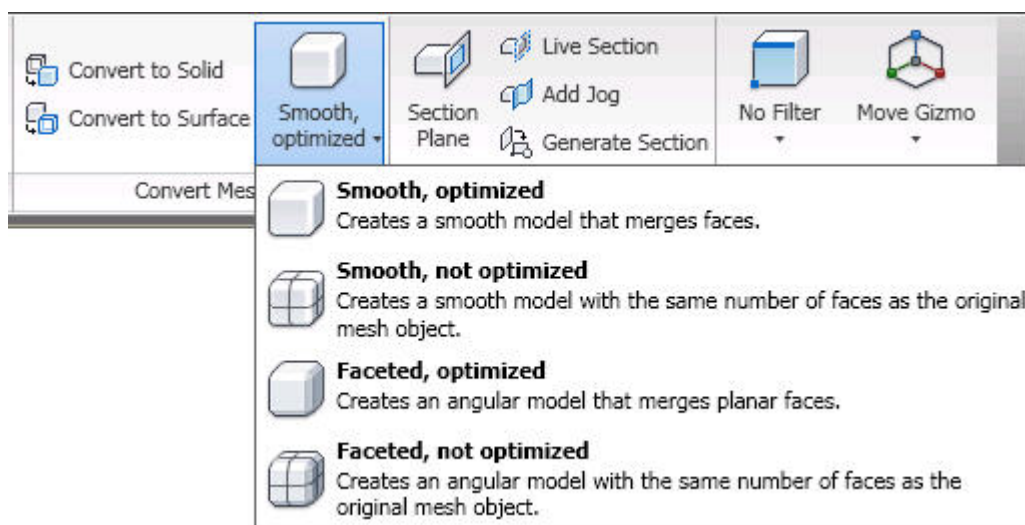 Convert to Solid
Convert to Surface
Smooth,
optimized
Section
Plane
Live Section
Add Jog
Generate Section
No Filter
Move Gizmo
Convert Mes
Smooth, optimized
Creates a smooth model that merges faces.
Smooth, not optimized
Creates a smooth model with the same number of faces as the original
mesh object.
Faceted, optimized
Creates an angular model that merges planar faces.
Faceted, not optimized
Creates an angular model with the same number of faces as the
original mesh object.